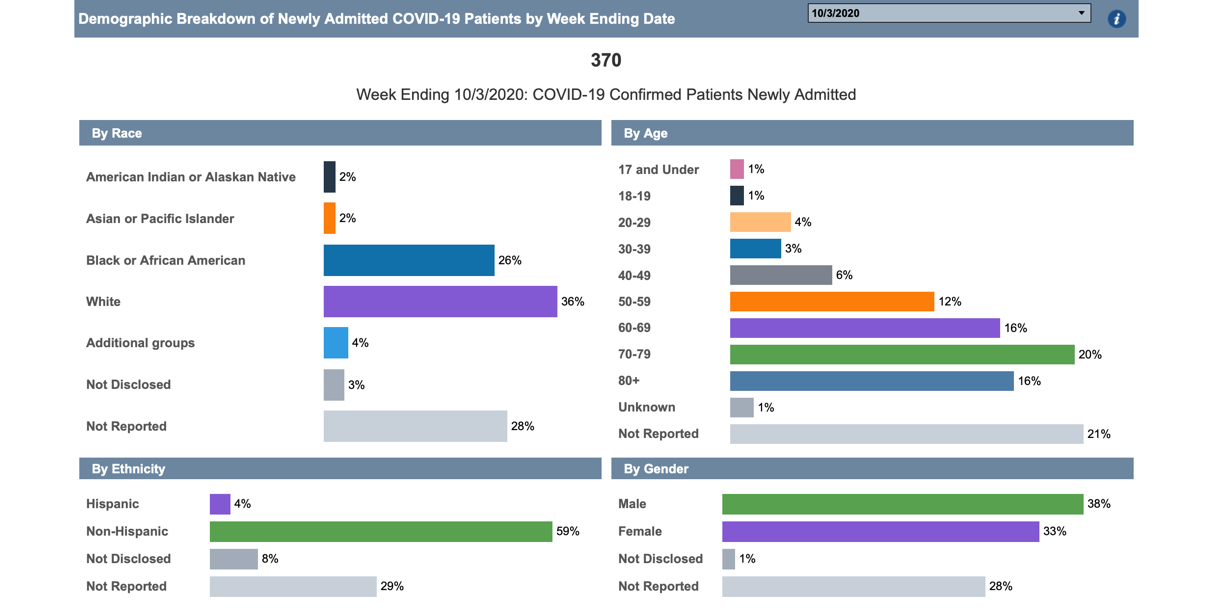 Demographic Breakdown of Newly Admitted COVID-19 Patients by Week Ending Date
10/3/2020
i
370
Week Ending 10/3/2020: COVID-19 Confirmed Patients Newly Admitted
By Race
American Indian or Alaskan Native 2%
Asian or Pacific Islander 2%
Black or African American 26%
White 36%
Additional groups 4%
Not Disclosed 3%
Not Reported 28%
By Age
17 and Under 1%
18-19 1%
20-29 4%
30-39 3%
40-49 6%
50-59 12%
60-69 16%
70-79 20%
80+ 16%
Unknown 1%
Not Reported 21%
By Ethnicity
Hispanic 4%
Non-Hispanic 59%
Not Disclosed 8%
Not Reported 29%
By Gender
Male 38%
Female 33%
Not Disclosed 1%
Not Reported 28%